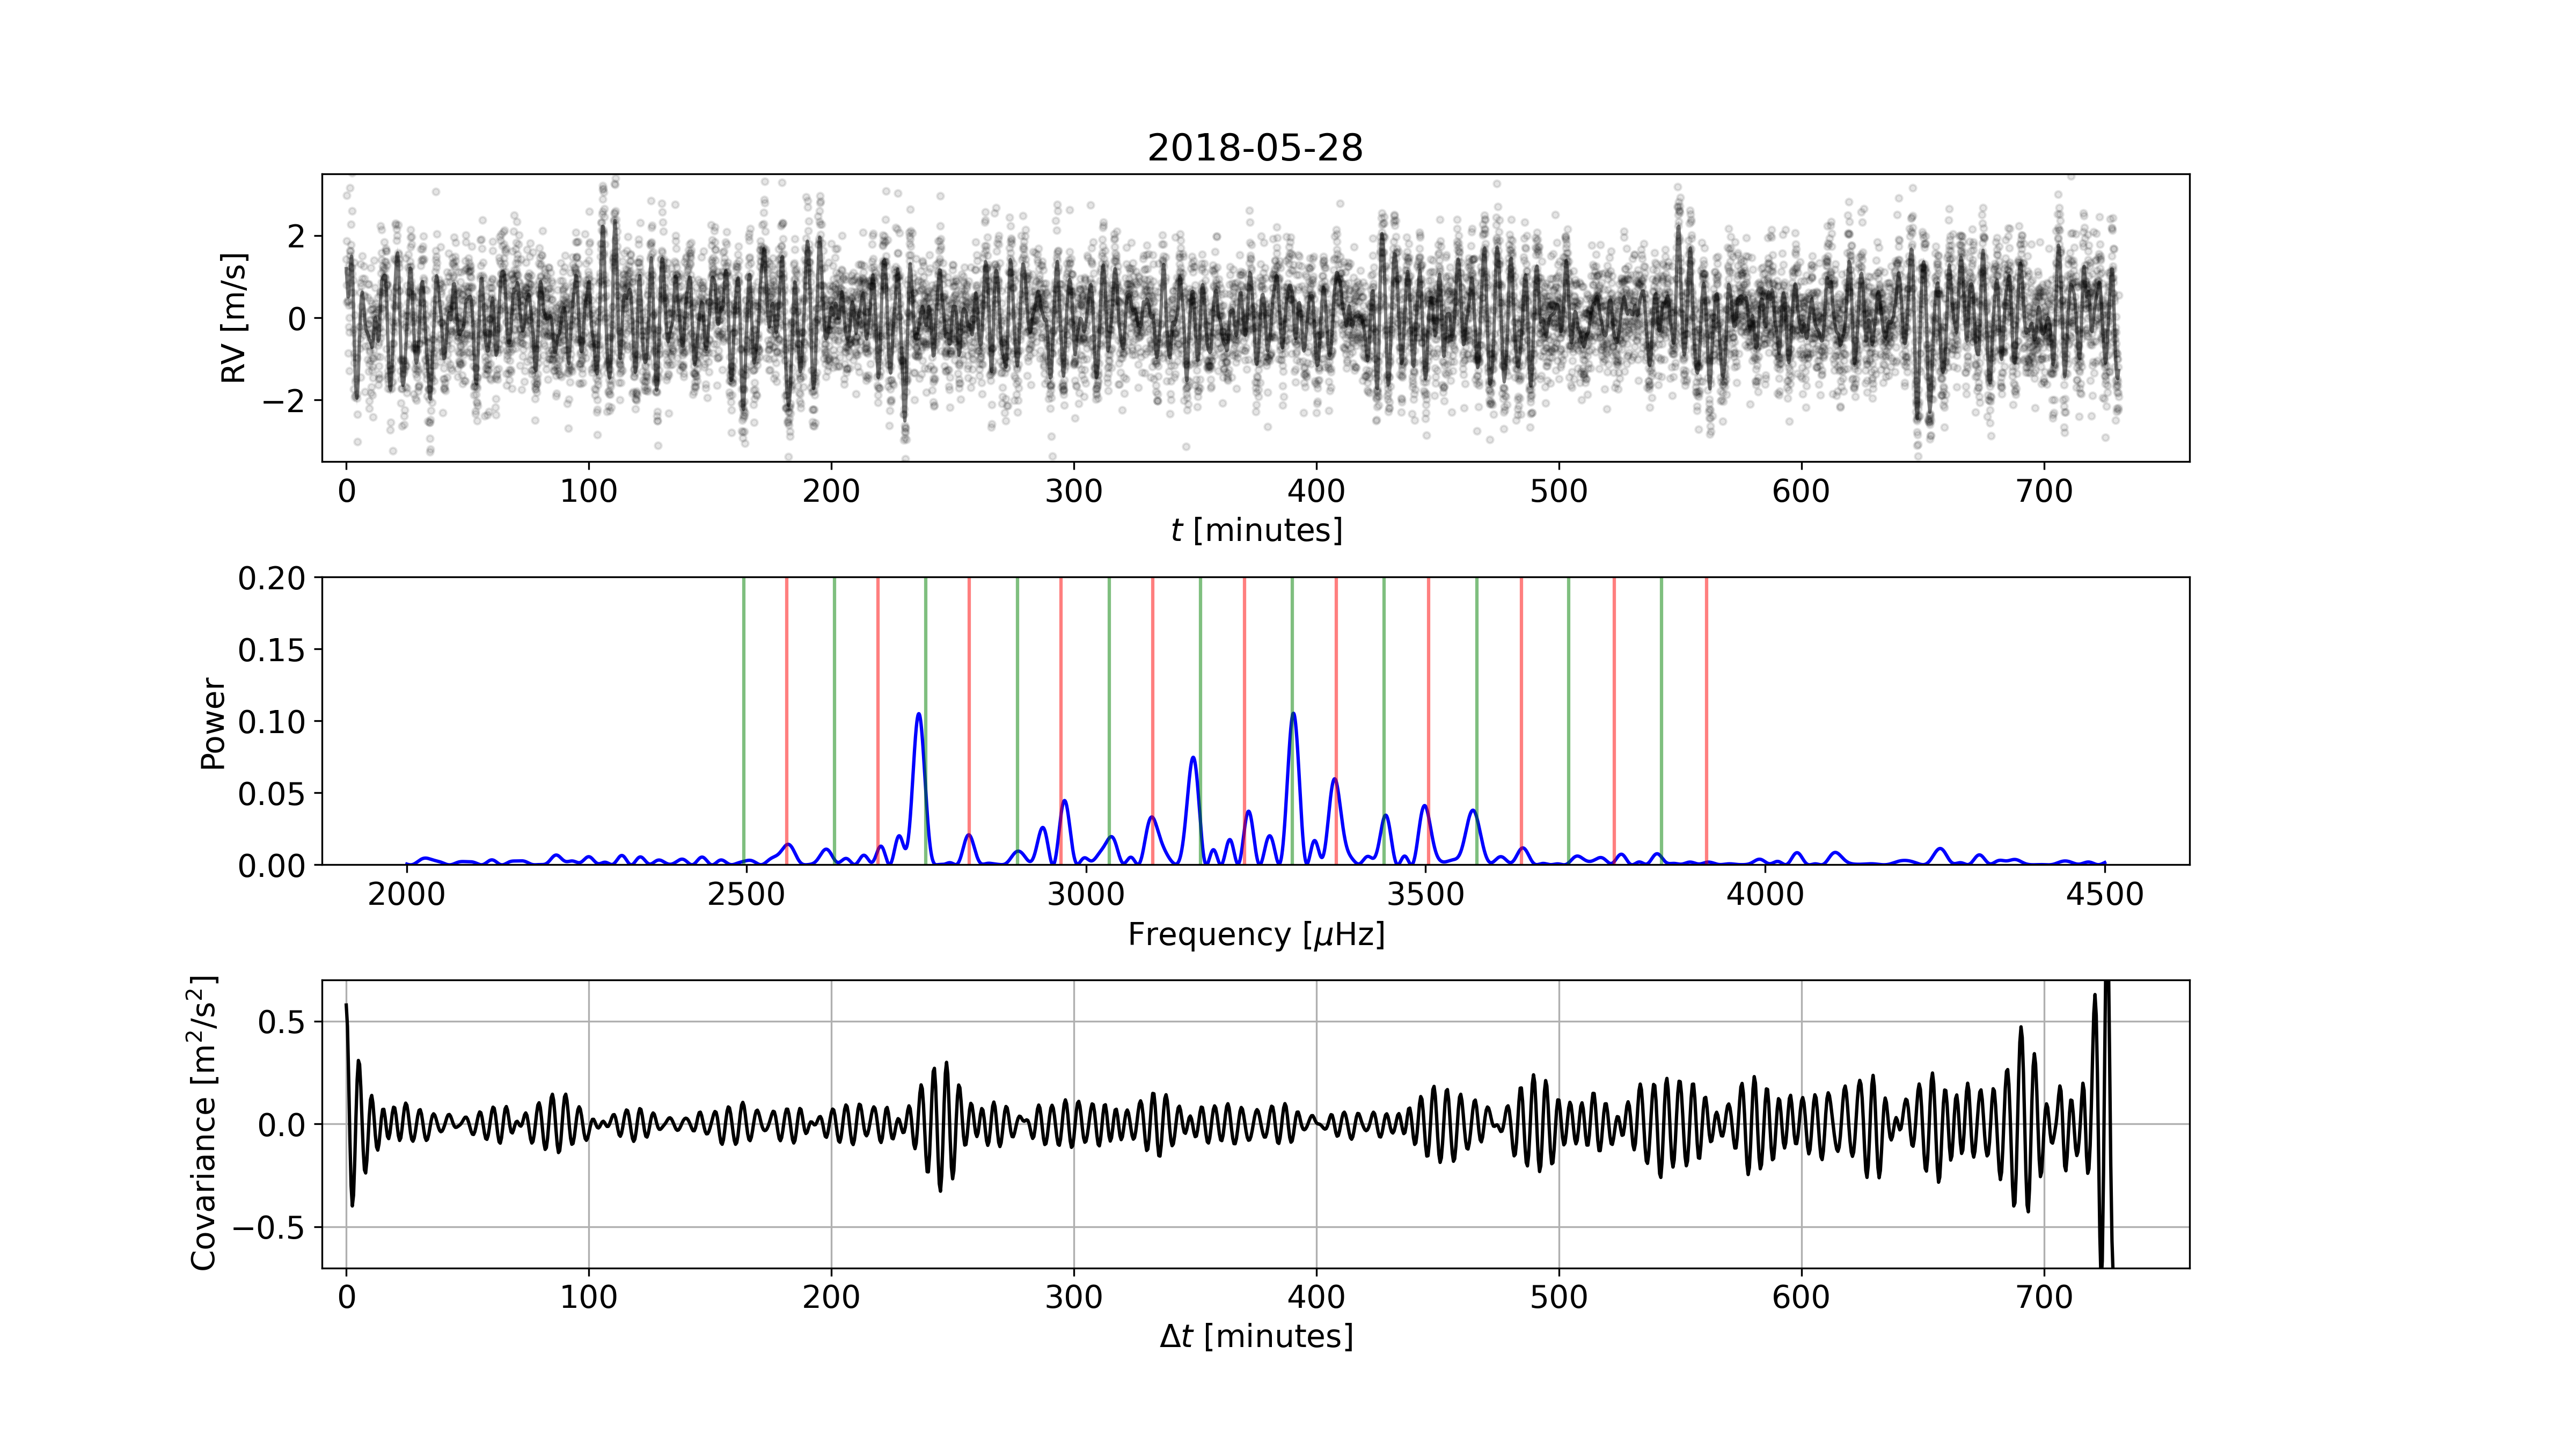 2018-05-28
RV [m/s]
2
0
−2
0 100 200 300 400 500 600 700
t [minutes]
Power
0.20
0.15
0.10
0.05
0.00
2000 2500 3000 3500 4000 4500
Frequency [μHz]
Covariance [m²/s²]
0.5
0.0
−0.5
0 100 200 300 400 500 600 700
Δt [minutes]